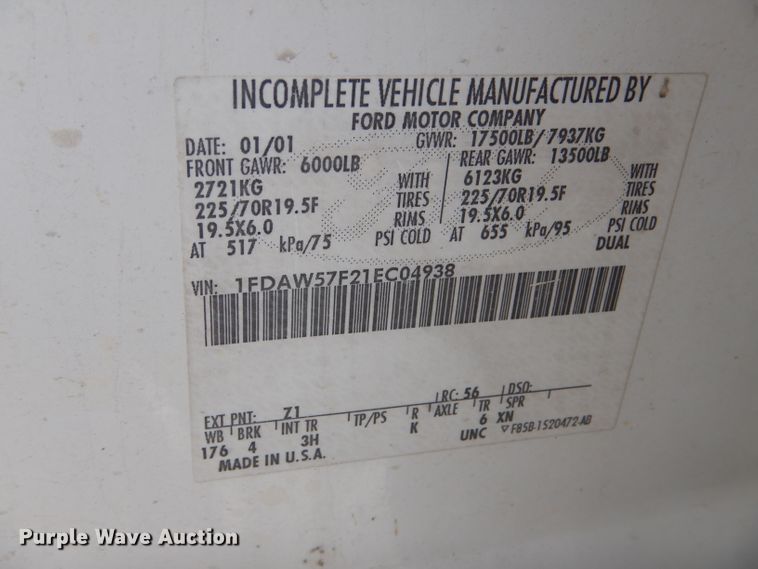 INCOMPLETE VEHICLE MANUFACTURED BY
FORD MOTOR COMPANY
DATE: 01/01 GVWR: 17500LB/ 7937KG
FRONT GAWR: 6000LB REAR GAWR: 13500LB
2721KG WITH 6123KG WITH
225/70R19.5F TIRES 225/70R19.5F TIRES
19.5X6.0 RIMS 19.5X6.0 RIMS
AT 517 kPa/75 PSI COLD AT 655 kPa/95 PSI COLD
DUAL
VIN: 1FDAW57F21EC04938
EXT PNT: Z1 RC: 56 DSO:
WB BRK INT TR TP/PS R AXLE TR SPR
176 4 3H K 6 XN
MADE IN U.S.A. UNC F85B-1520472-AB
Purple Wave Auction